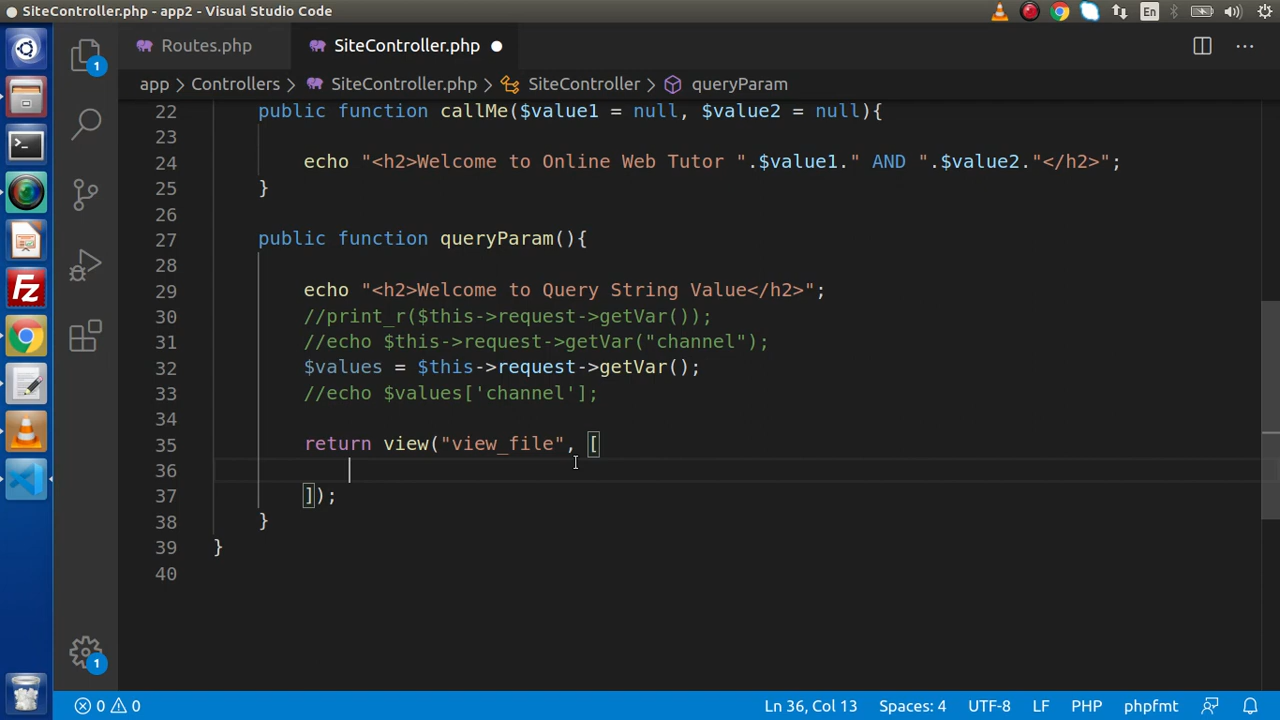 SiteController.php - app2 - Visual Studio Code
En
Routes.php
SiteController.php
app > Controllers > SiteController.php > SiteController > queryParam
22 public function callMe($value1 = null, $value2 = null){
23
24 echo "<h2>Welcome to Online Web Tutor ".$value1." AND ".$value2."</h2>";
25 }
26
27 public function queryParam(){
28
29 echo "<h2>Welcome to Query String Value</h2>";
30 //print_r($this->request->getVar());
31 //echo $this->request->getVar("channel");
32 $values = $this->request->getVar();
33 //echo $values['channel'];
34
35 return view("view_file", [
36
37 ]);
38 }
39 }
40
1
1
0 0 Ln 36, Col 13 Spaces: 4 UTF-8 LF PHP phpfmt